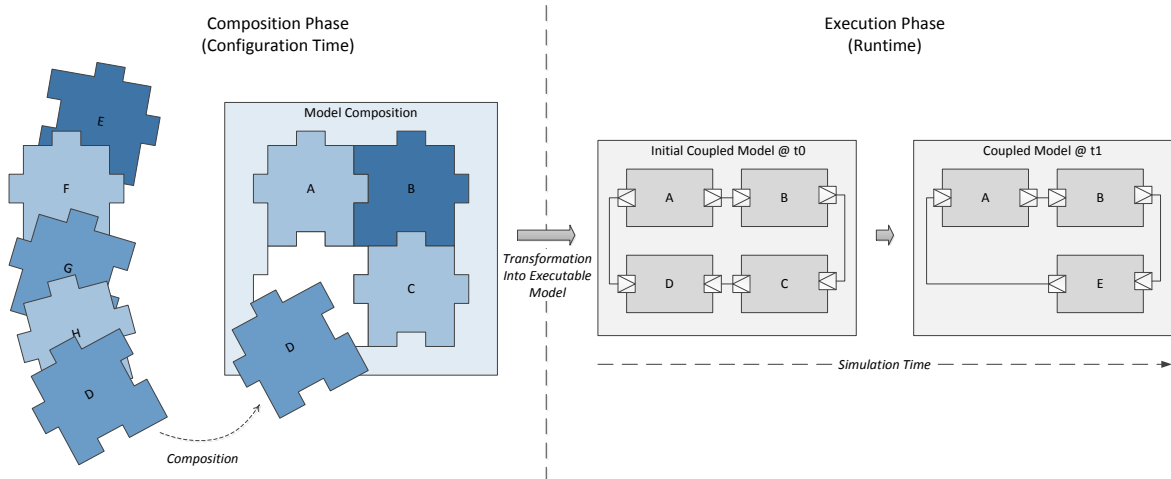 Composition Phase
(Configuration Time)
Execution Phase
(Runtime)
E
F
G
H
D
Composition
Model Composition
A
B
C
D
Transformation
Into Executable
Model
Initial Coupled Model @ t0
A
B
D
C
Coupled Model @ t1
A
B
E
Simulation Time